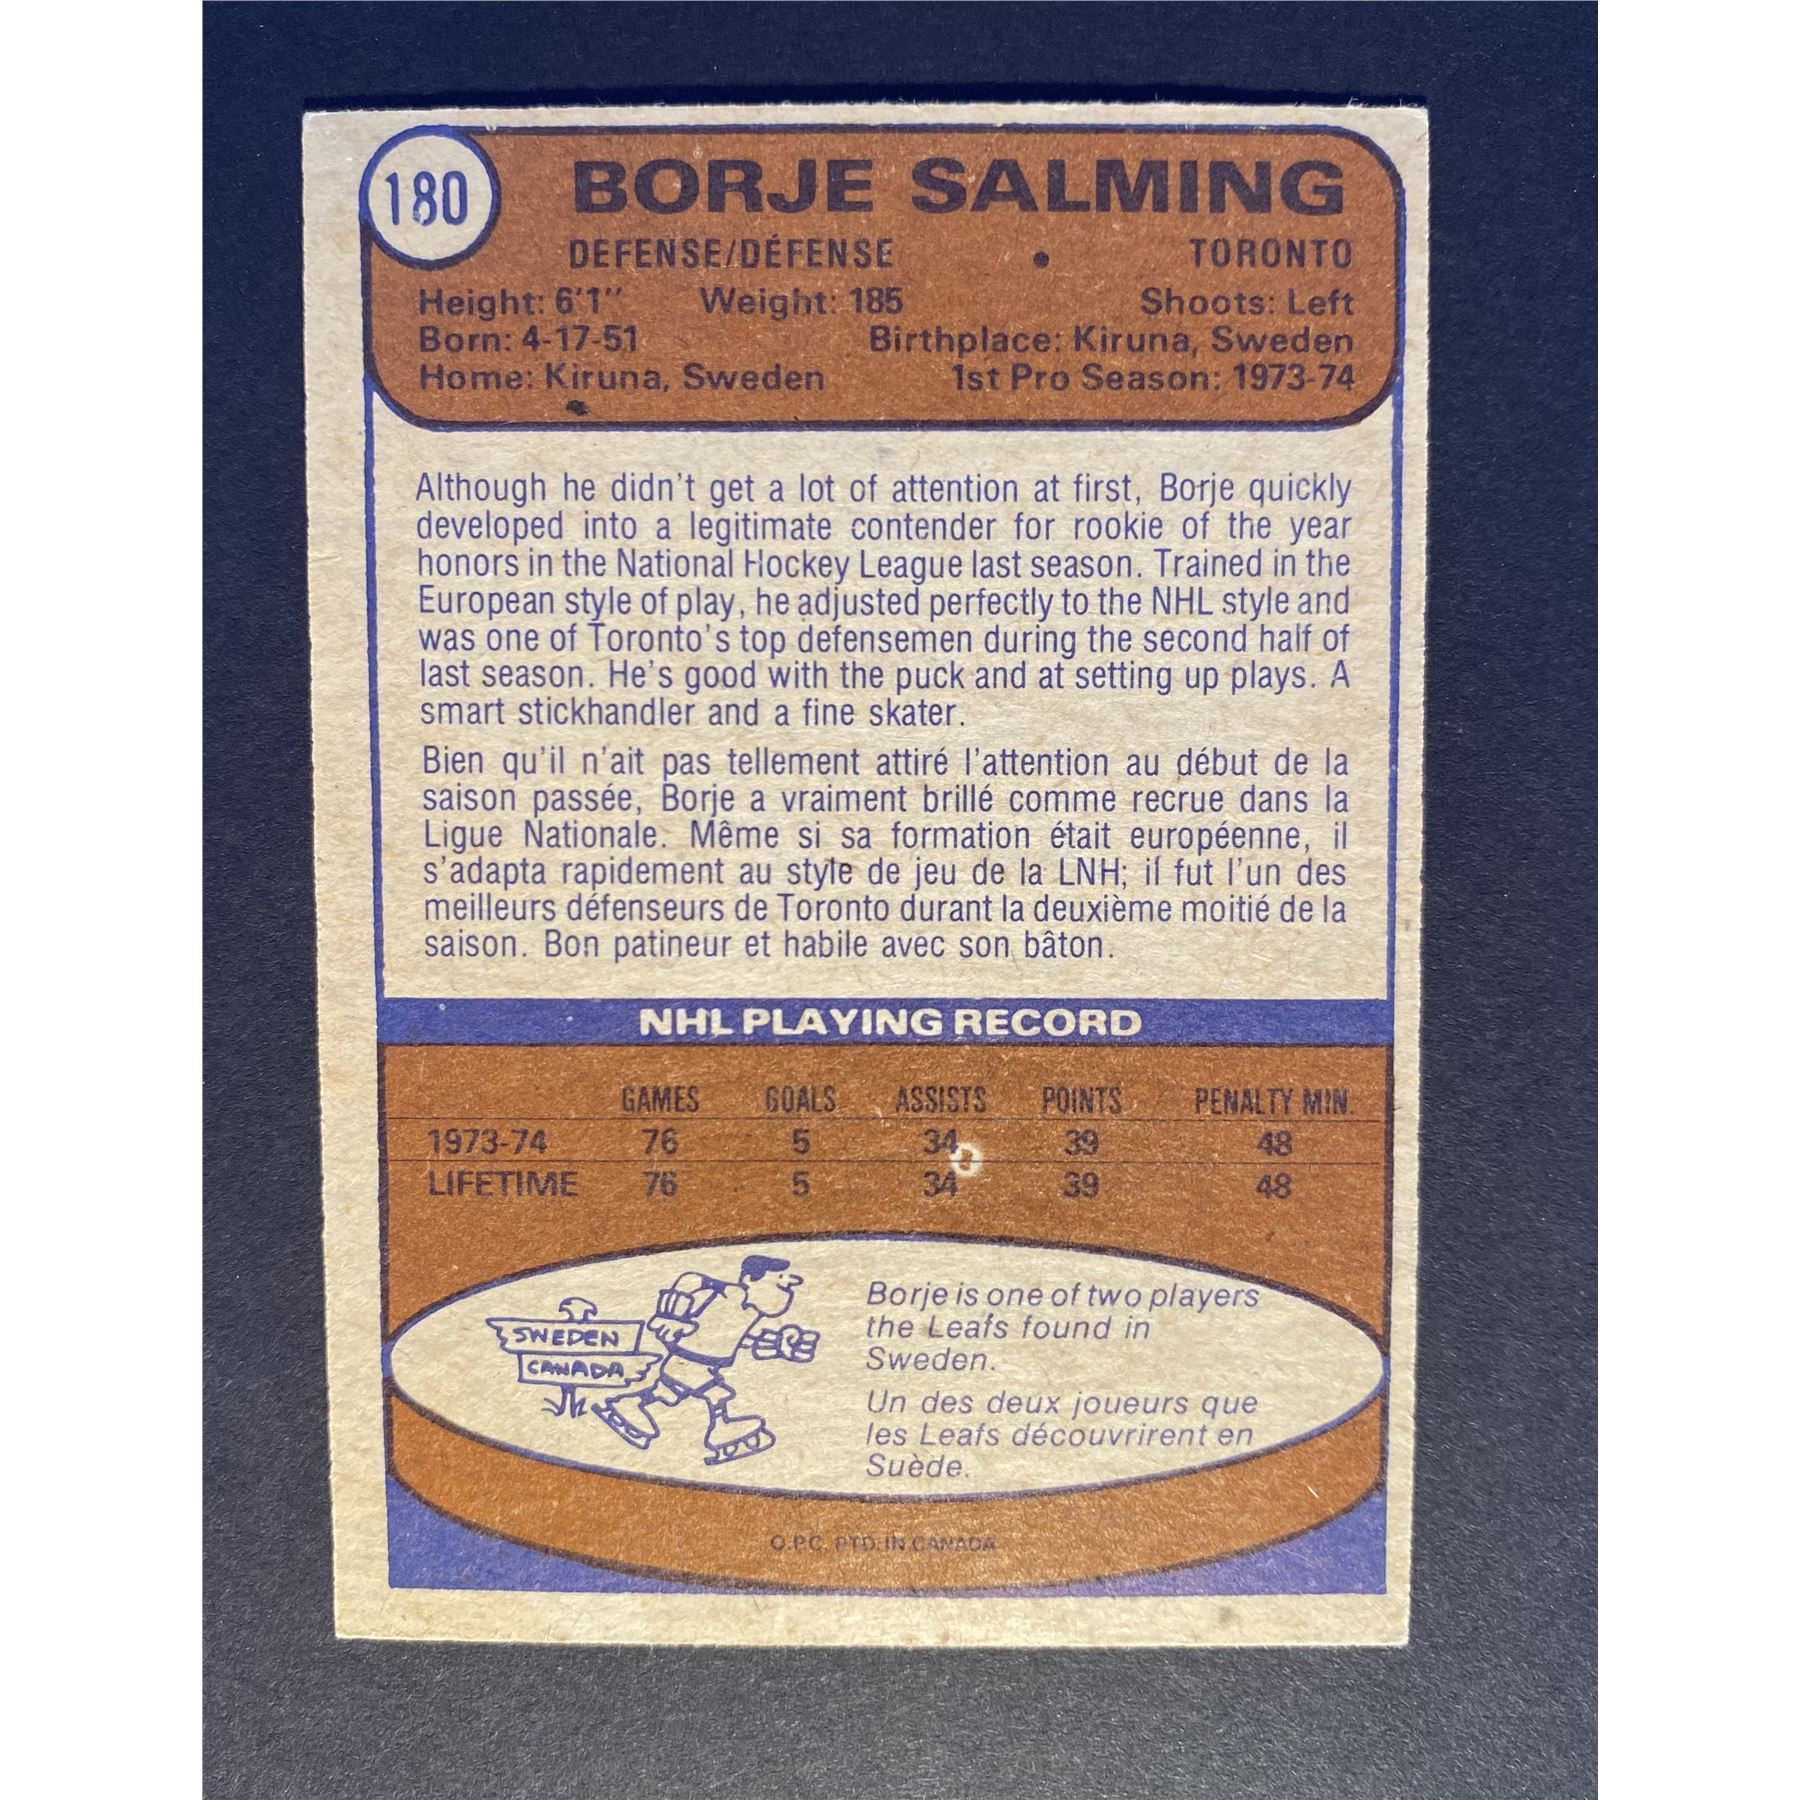 180
BORJE SALMING
DEFENSE/DÉFENSE • TORONTO
Height: 6'1" Weight: 185 Shoots: Left
Born: 4-17-51 Birthplace: Kiruna, Sweden
Home: Kiruna, Sweden 1st Pro Season: 1973-74
Although he didn't get a lot of attention at first, Borje quickly
developed into a legitimate contender for rookie of the year
honors in the National Hockey League last season. Trained in the
European style of play, he adjusted perfectly to the NHL style and
was one of Toronto's top defensemen during the second half of
last season. He's good with the puck and at setting up plays. A
smart stickhandler and a fine skater.
Bien qu'il n'ait pas tellement attiré l'attention au début de la
saison passée, Borje a vraiment brillé comme recrue dans la
Ligue Nationale. Même si sa formation était européenne, il
s'adapta rapidement au style de jeu de la LNH; il fut l'un des
meilleurs défenseurs de Toronto durant la deuxième moitié de la
saison. Bon patineur et habile avec son bâton.
NHL PLAYING RECORD
GAMES GOALS ASSISTS POINTS PENALTY MIN.
1973-74 76 5 34 39 48
LIFETIME 76 5 34 39 48
SWEDEN
CANADA
Borje is one of two players
the Leafs found in
Sweden.
Un des deux joueurs que
les Leafs découvrirent en
Suède.
O.P.C. PTD. IN CANADA